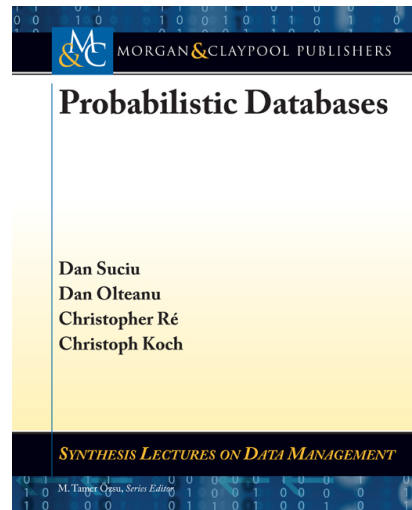 M&C MORGAN&CLAYPOOL PUBLISHERS
Probabilistic Databases
Dan Suciu
Dan Olteanu
Christopher Ré
Christoph Koch
SYNTHESIS LECTURES ON DATA MANAGEMENT
M. Tamer Özsu, Series Editor